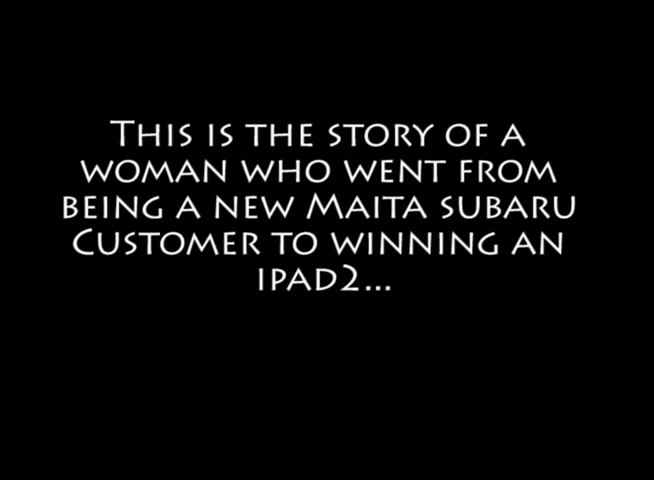 This is the story of a
woman who went from
being a new Maita subaru
Customer to winning an
ipad2...